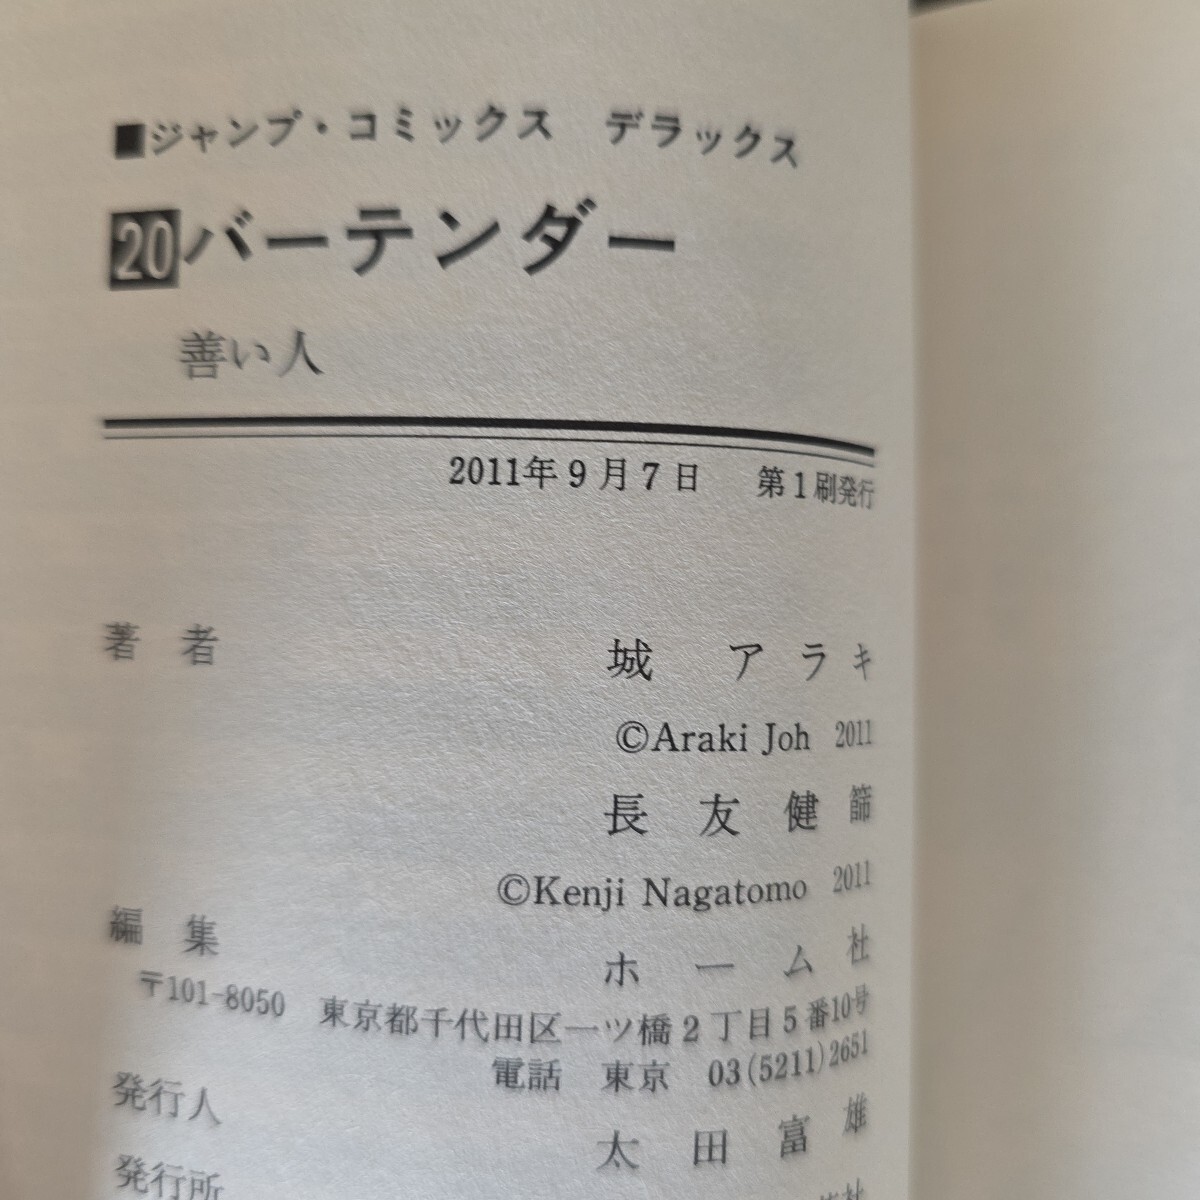 ■ジャンプ・コミックス デラックス
20バーテンダー
善い人
2011年9月7日 第1刷発行
著者 城 アラキ
©Araki Joh 2011
長友健篩
©Kenji Nagatomo 2011
編集 ホーム社
〒101-8050 東京都千代田区一ツ橋2丁目5番10号
電話 東京 03(5211)2651
発行人 太田富雄
発行所